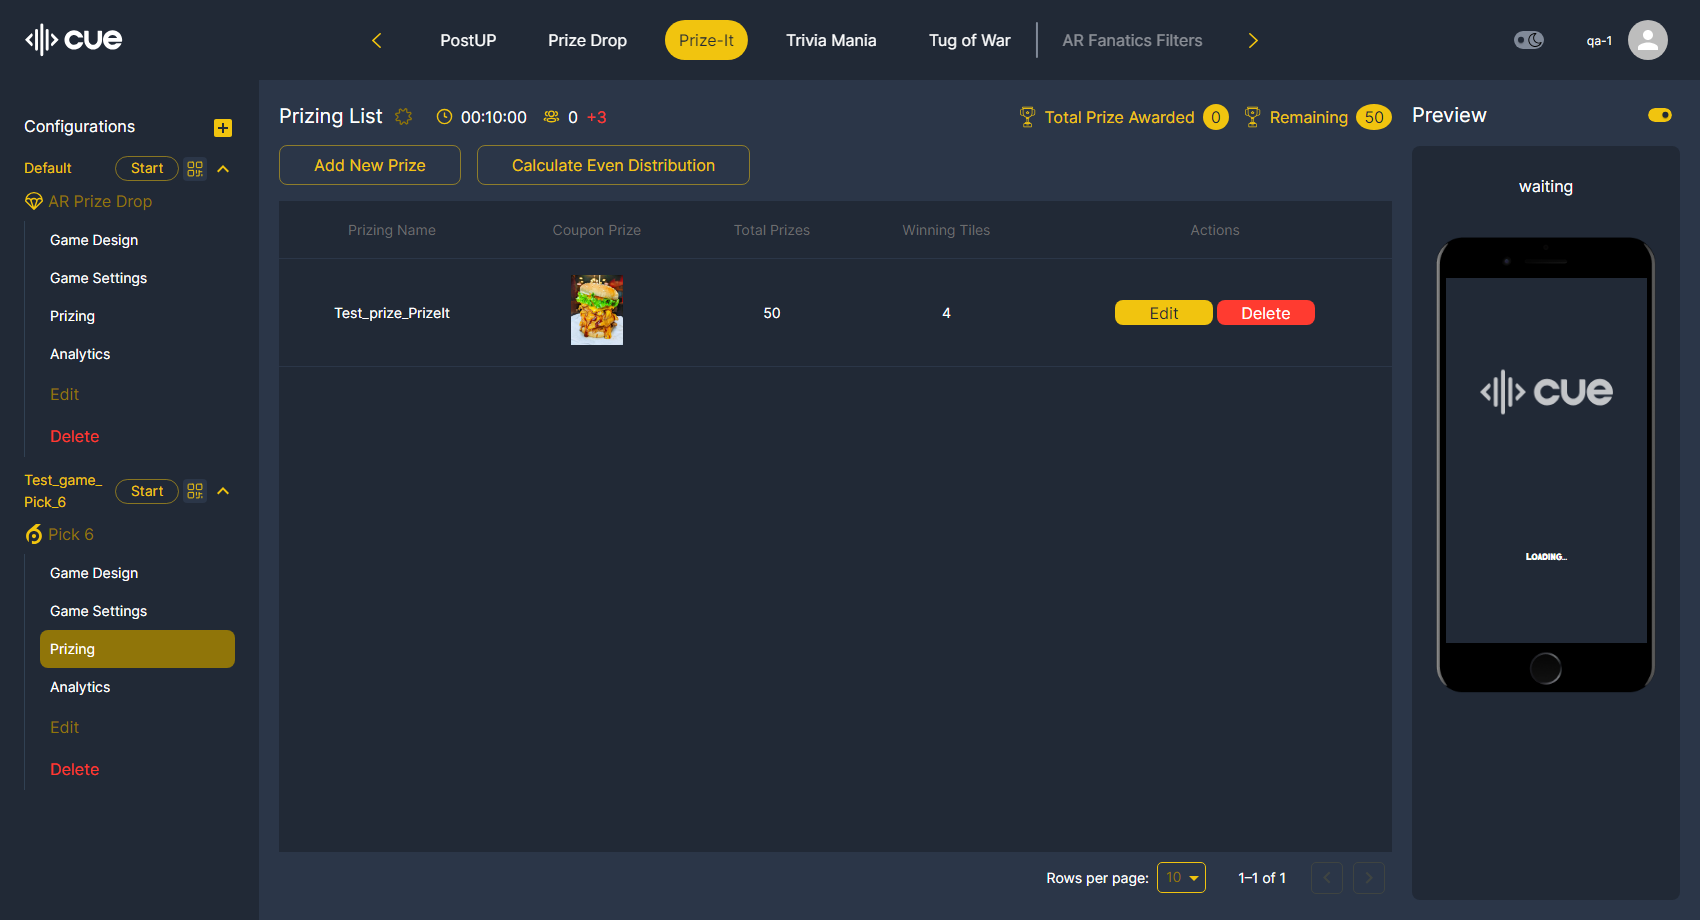 cue
PostUP Prize Drop Prize-It Trivia Mania Tug of War AR Fanatics Filters
qa-1
Configurations
Default Start
AR Prize Drop
Game Design
Game Settings
Prizing
Analytics
Edit
Delete
Test_game_
Pick_6
Start
Pick 6
Game Design
Game Settings
Prizing
Analytics
Edit
Delete
Prizing List 00:10:00 0 +3
Total Prize Awarded 0 Remaining 50
Add New Prize Calculate Even Distribution
Prizing Name Coupon Prize Total Prizes Winning Tiles Actions
Test_prize_PrizeIt 50 4 Edit Delete
Rows per page: 10 1–1 of 1
Preview
waiting
cue
LOADING...